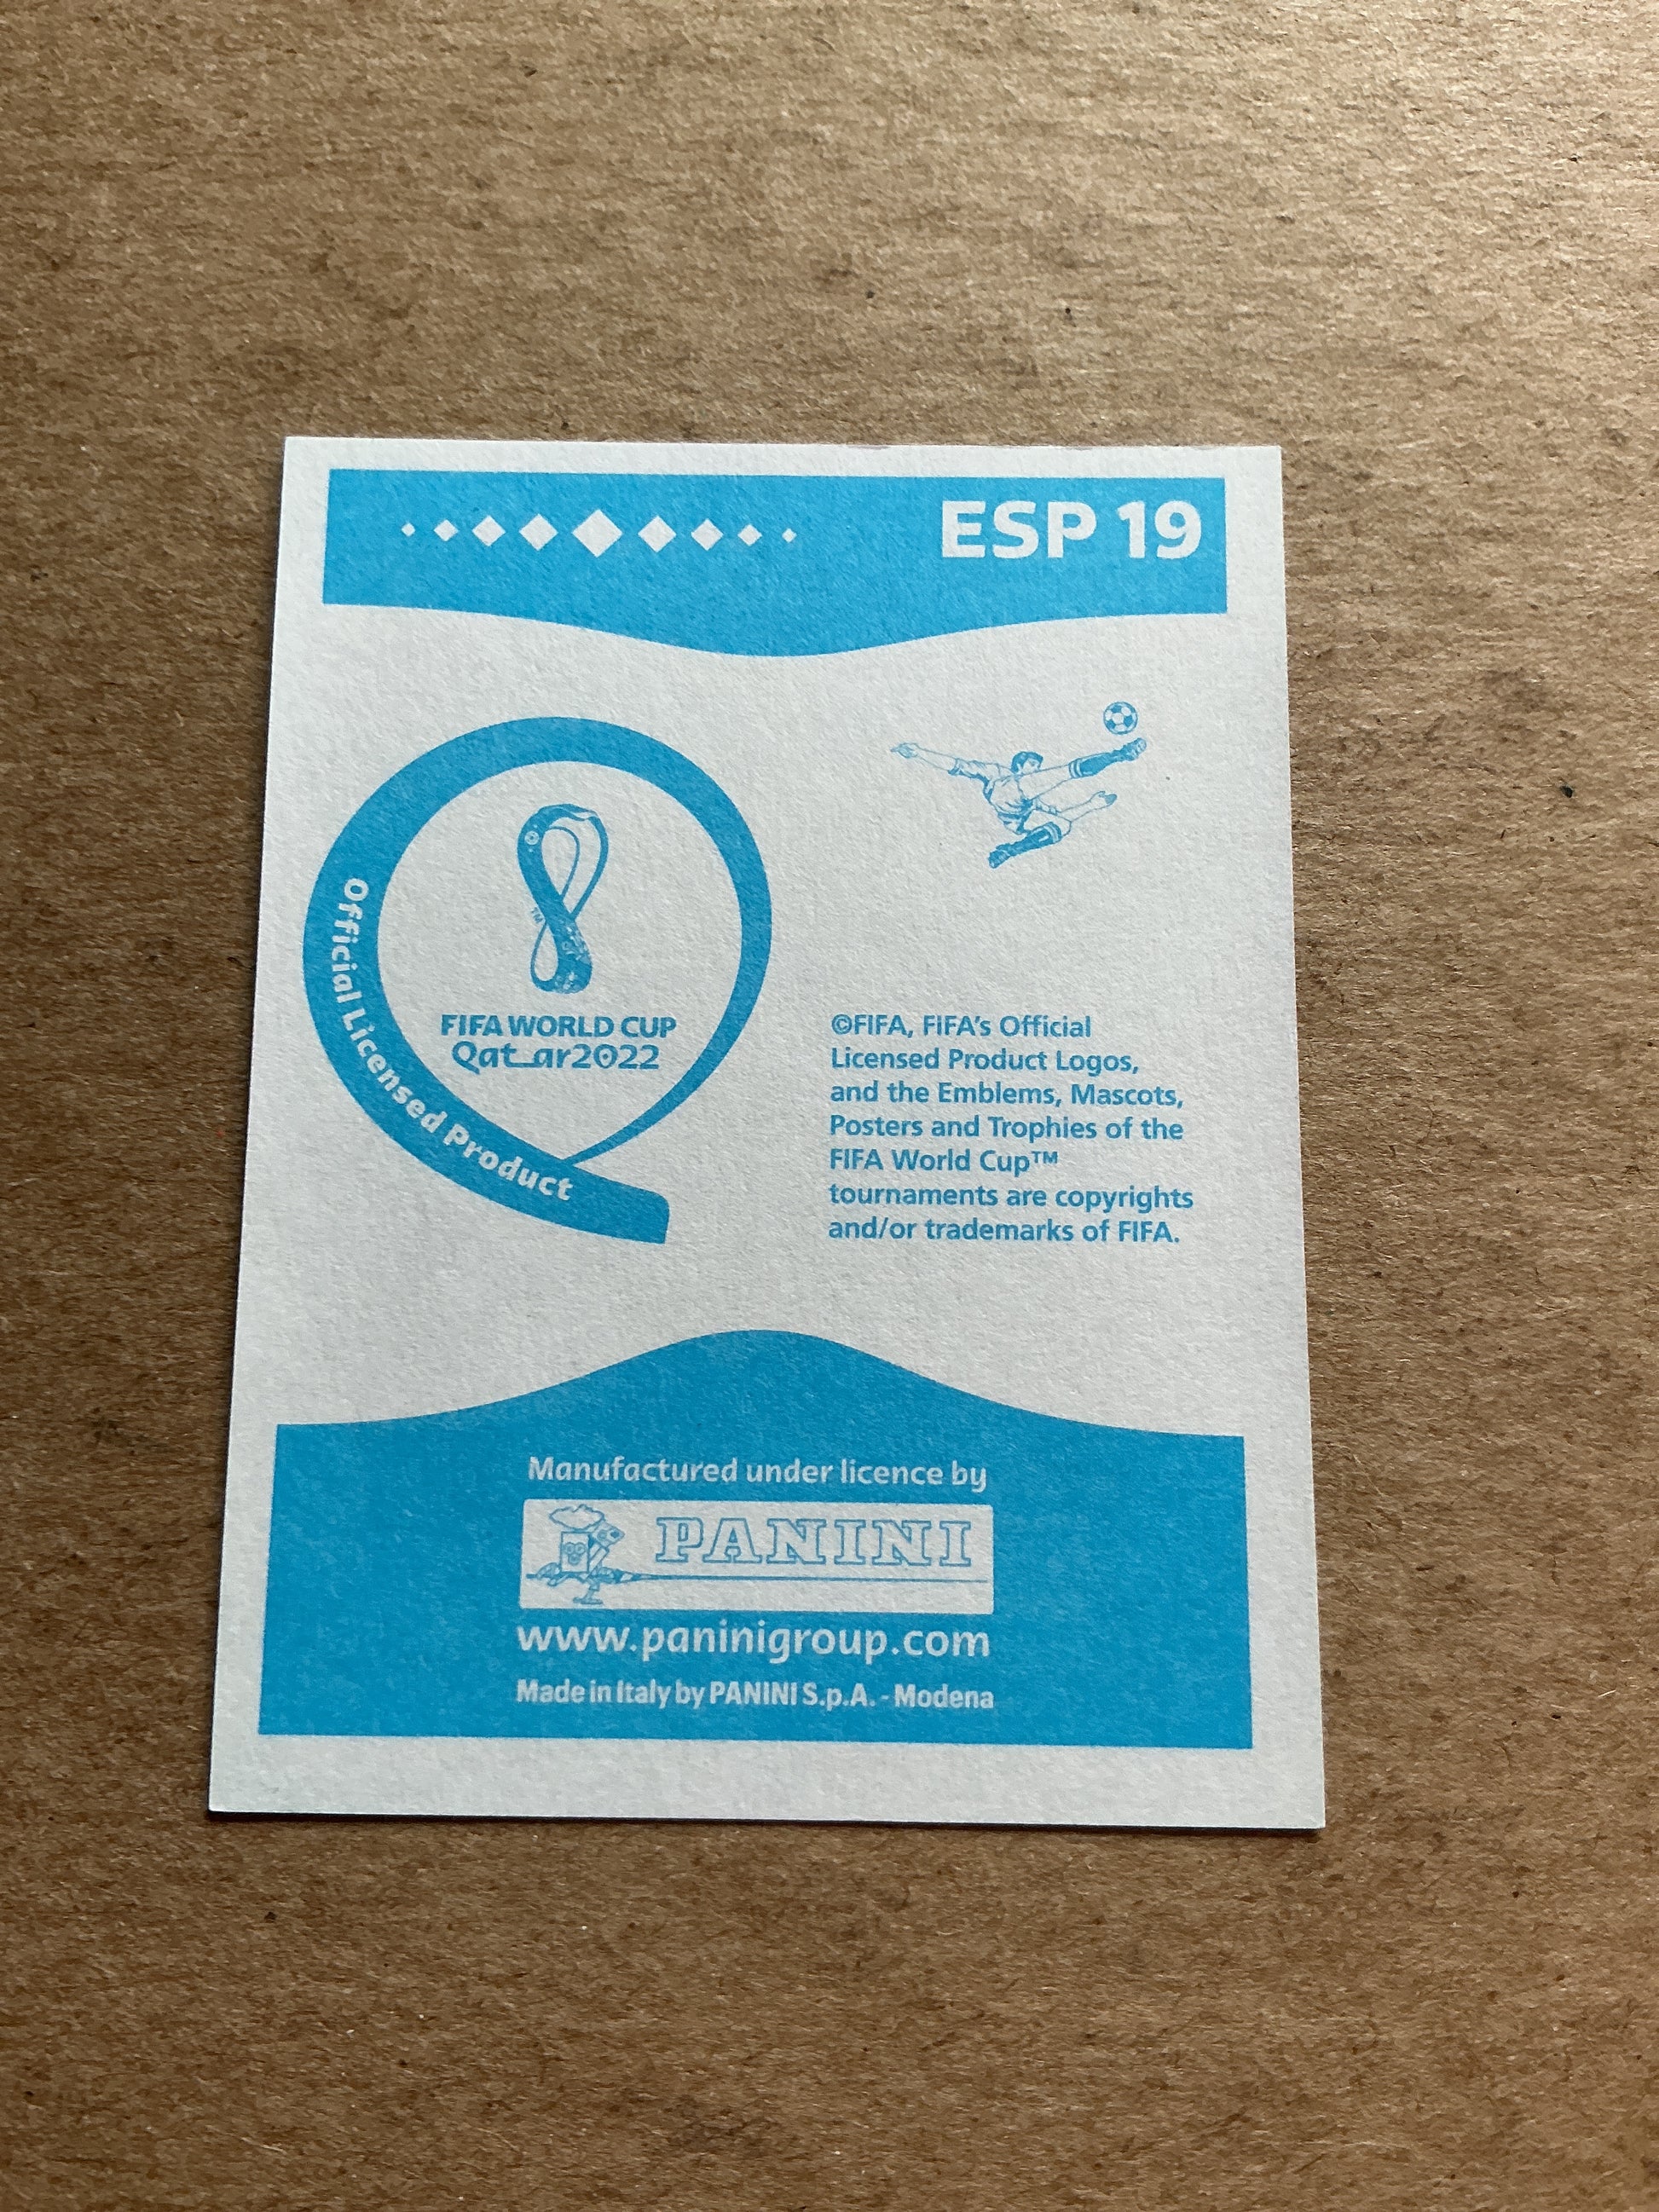 ESP 19
Official Licensed Product
TM
FIFA WORLD CUP
Qatar2022
©FIFA, FIFA's Official
Licensed Product Logos,
and the Emblems, Mascots,
Posters and Trophies of the
FIFA World Cup™
tournaments are copyrights
and/or trademarks of FIFA.
Manufactured under licence by
PANINI
www.paninigroup.com
Made in Italy by PANINI S.p.A. - Modena